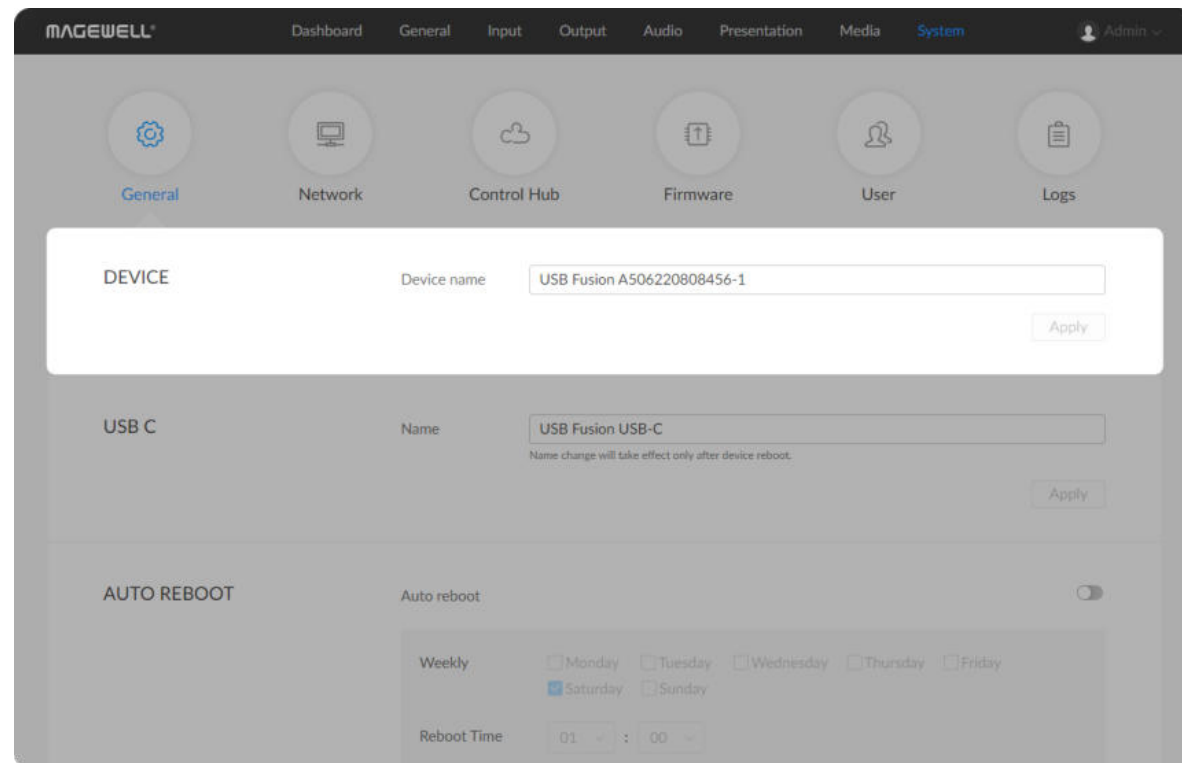 MAGEWELL® Dashboard General Input Output Audio Presentation Media System Admin
General Network Control Hub Firmware User Logs
DEVICE Device name USB Fusion A506220808456-1
Apply
USB C Name USB Fusion USB-C
Name change will take effect only after device reboot.
Apply
AUTO REBOOT Auto reboot
Weekly Monday Tuesday Wednesday Thursday Friday
Saturday Sunday
Reboot Time 01 : 00